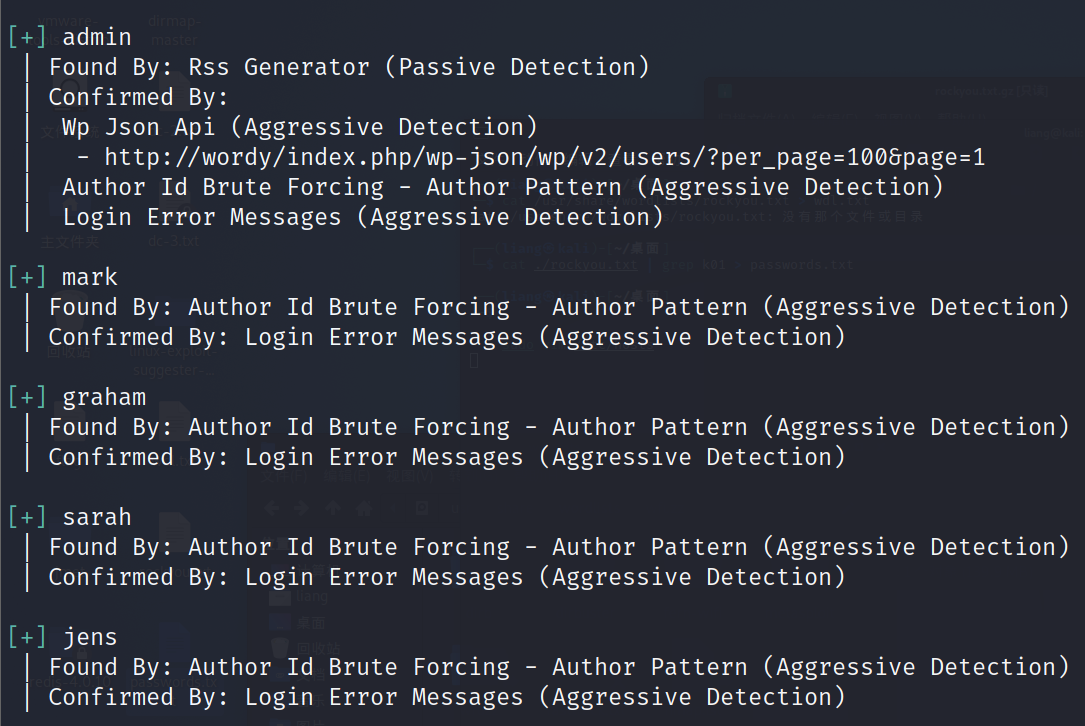 [+] admin
| Found By: Rss Generator (Passive Detection)
| Confirmed By:
|  Wp Json Api (Aggressive Detection)
|   - http://wordy/index.php/wp-json/wp/v2/users/?per_page=100&page=1
|  Author Id Brute Forcing - Author Pattern (Aggressive Detection)
|  Login Error Messages (Aggressive Detection)
[+] mark
| Found By: Author Id Brute Forcing - Author Pattern (Aggressive Detection)
| Confirmed By: Login Error Messages (Aggressive Detection)
[+] graham
| Found By: Author Id Brute Forcing - Author Pattern (Aggressive Detection)
| Confirmed By: Login Error Messages (Aggressive Detection)
[+] sarah
| Found By: Author Id Brute Forcing - Author Pattern (Aggressive Detection)
| Confirmed By: Login Error Messages (Aggressive Detection)
[+] jens
| Found By: Author Id Brute Forcing - Author Pattern (Aggressive Detection)
| Confirmed By: Login Error Messages (Aggressive Detection)